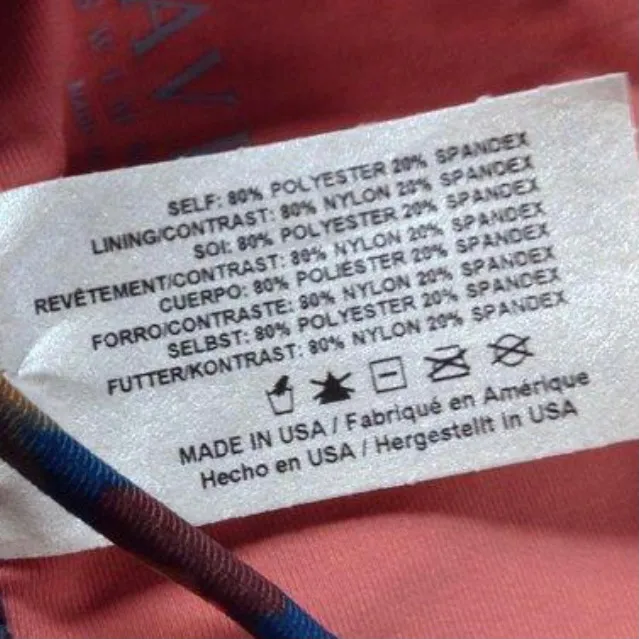 SELF: 80% POLYESTER 20% SPANDEX
LINING/CONTRAST: 80% NYLON 20% SPANDEX
SOI: 80% POLYESTER 20% SPANDEX
REVÊTEMENT/CONTRAST: 80% NYLON 20% SPANDEX
CUERPO: 80% POLIÉSTER 20% SPANDEX
FORRO/CONTRASTE: 80% NYLON 20% SPANDEX
SELBST: 80% POLYESTER 20% SPANDEX
FUTTER/KONTRAST: 80% NYLON 20% SPANDEX
MADE IN USA / Fabriqué en Amérique
Hecho en USA / Hergestellt in USA